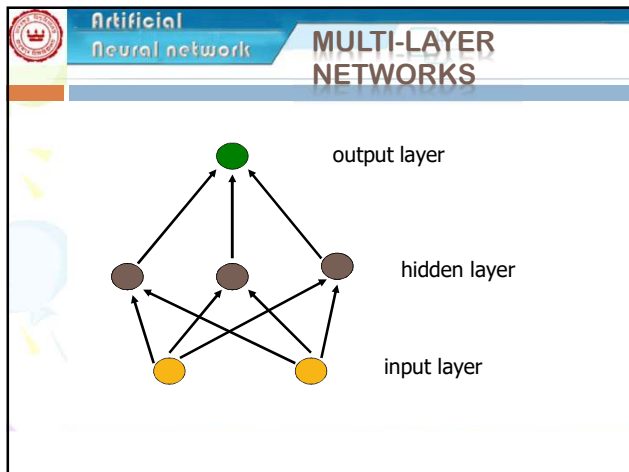 Artificial
Neural network
MULTI-LAYER
NETWORKS
output layer
hidden layer
input layer